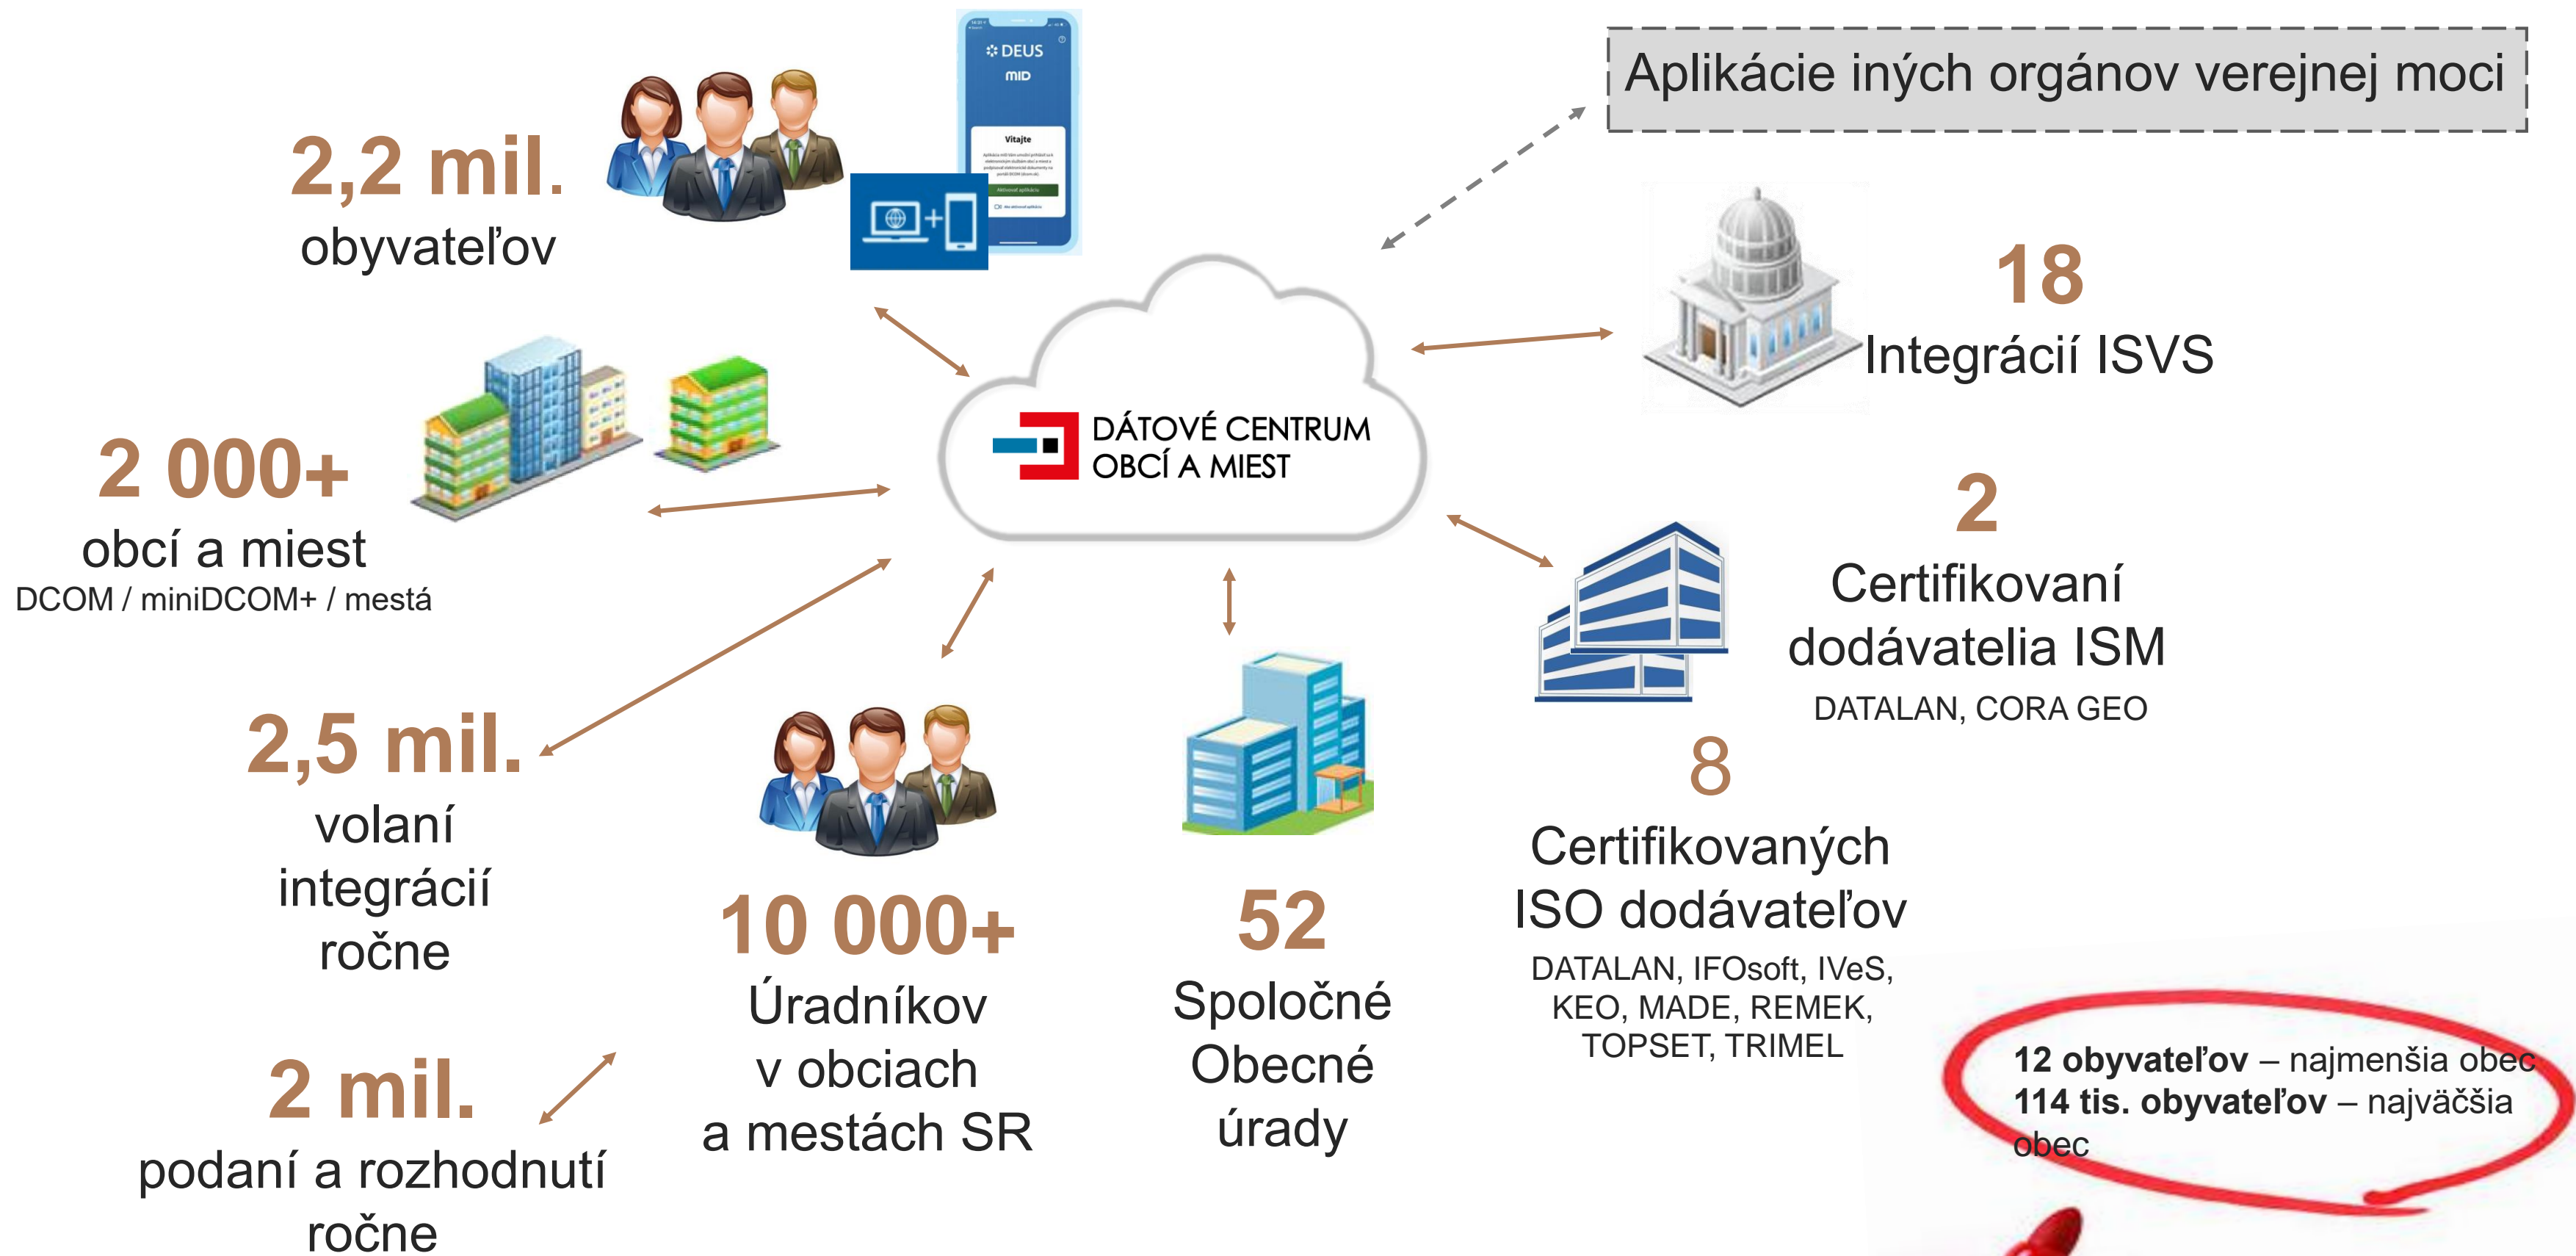 DEUS
mID
Vitajte
Aplikácie iných orgánov verejnej moci
2,2 mil.
obyvateľov
18
Integrácií ISVS
2 000+
obcí a miest
DCOM / miniDCOM+ / mestá
DÁTOVÉ CENTRUM
OBCÍ A MIEST
2
Certifikovaní
dodávatelia ISM
DATALAN, CORA GEO
2,5 mil.
volaní
integrácií
ročne
8
Certifikovaných
ISO dodávateľov
DATALAN, IFOsoft, IVeS,
KEO, MADE, REMEK,
TOPSET, TRIMEL
10 000+
Úradníkov
v obciach
a mestách SR
52
Spoločné
Obecné
úrady
2 mil.
podaní a rozhodnutí
ročne
12 obyvateľov – najmenšia obec
114 tis. obyvateľov – najväčšia
obec